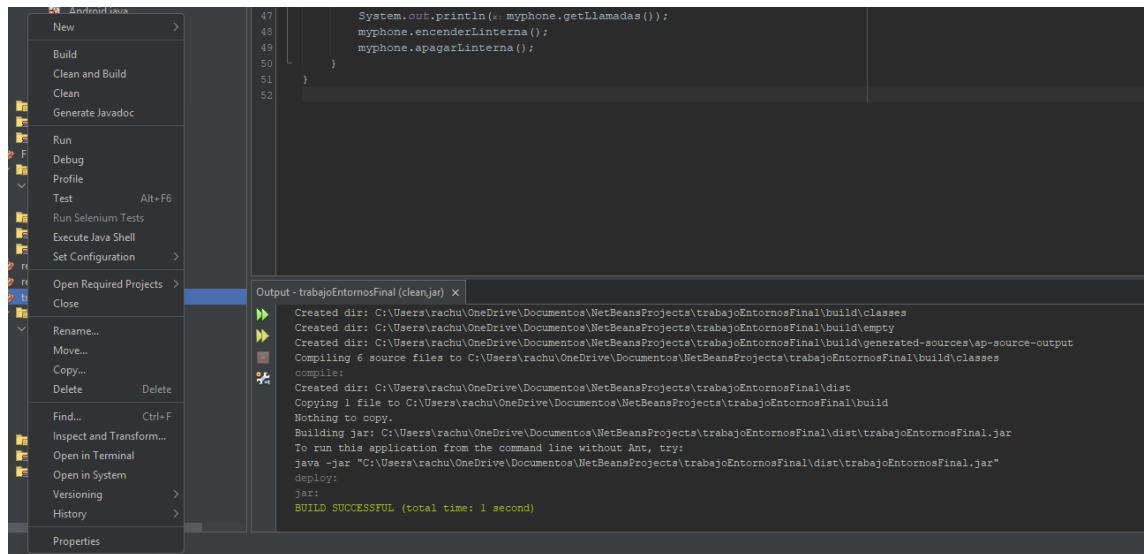 Android.java
New
Build
Clean and Build
Clean
Generate Javadoc
Run
Debug
Profile
Test Alt+F6
Run Selenium Tests
Execute Java Shell
Set Configuration
Open Required Projects
Close
Rename...
Move...
Copy...
Delete Delete
Find... Ctrl+F
Inspect and Transform...
Open in Terminal
Open in System
Versioning
History
Properties
F
re
re
tr
47 System.out.println(x: myphone.getLlamadas());
48 myphone.encenderLinterna();
49 myphone.apagarLinterna();
50 }
51 }
52
Output - trabajoEntornosFinal (clean,jar) ×
Created dir: C:\Users\rachu\OneDrive\Documentos\NetBeansProjects\trabajoEntornosFinal\build\classes
Created dir: C:\Users\rachu\OneDrive\Documentos\NetBeansProjects\trabajoEntornosFinal\build\empty
Created dir: C:\Users\rachu\OneDrive\Documentos\NetBeansProjects\trabajoEntornosFinal\build\generated-sources\ap-source-output
Compiling 6 source files to C:\Users\rachu\OneDrive\Documentos\NetBeansProjects\trabajoEntornosFinal\build\classes
compile:
Created dir: C:\Users\rachu\OneDrive\Documentos\NetBeansProjects\trabajoEntornosFinal\dist
Copying 1 file to C:\Users\rachu\OneDrive\Documentos\NetBeansProjects\trabajoEntornosFinal\build
Nothing to copy.
Building jar: C:\Users\rachu\OneDrive\Documentos\NetBeansProjects\trabajoEntornosFinal\dist\trabajoEntornosFinal.jar
To run this application from the command line without Ant, try:
java -jar "C:\Users\rachu\OneDrive\Documentos\NetBeansProjects\trabajoEntornosFinal\dist\trabajoEntornosFinal.jar"
deploy:
jar:
BUILD SUCCESSFUL (total time: 1 second)